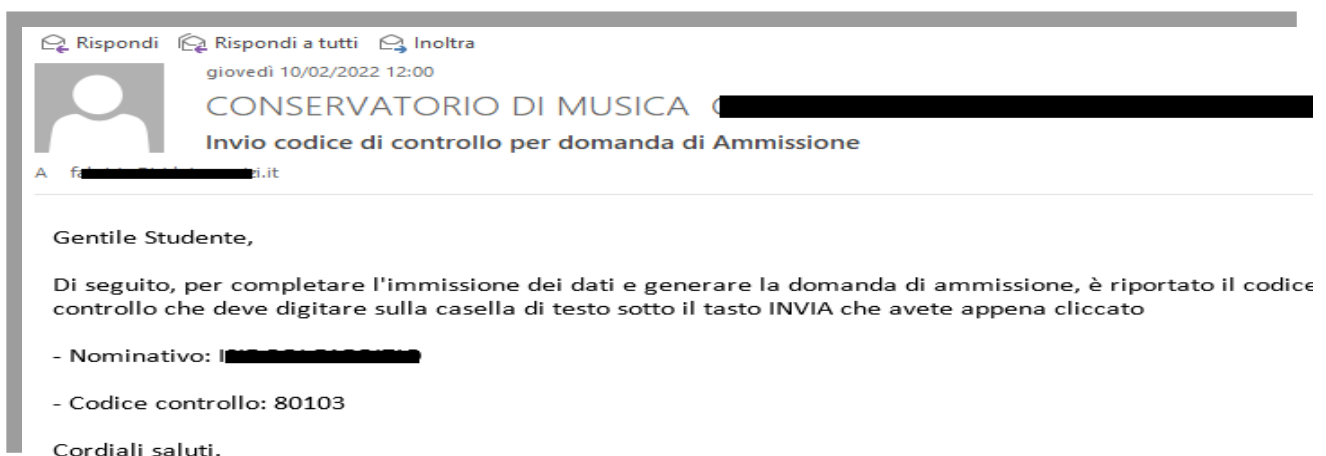 Rispondi Rispondi a tutti Inoltra
giovedì 10/02/2022 12:00
CONSERVATORIO DI MUSICA
Invio codice di controllo per domanda di Ammissione
A
Gentile Studente,
Di seguito, per completare l'immissione dei dati e generare la domanda di ammissione, è riportato il codice
controllo che deve digitare sulla casella di testo sotto il tasto INVIA che avete appena cliccato
- Nominativo:
- Codice controllo: 80103
Cordiali saluti.